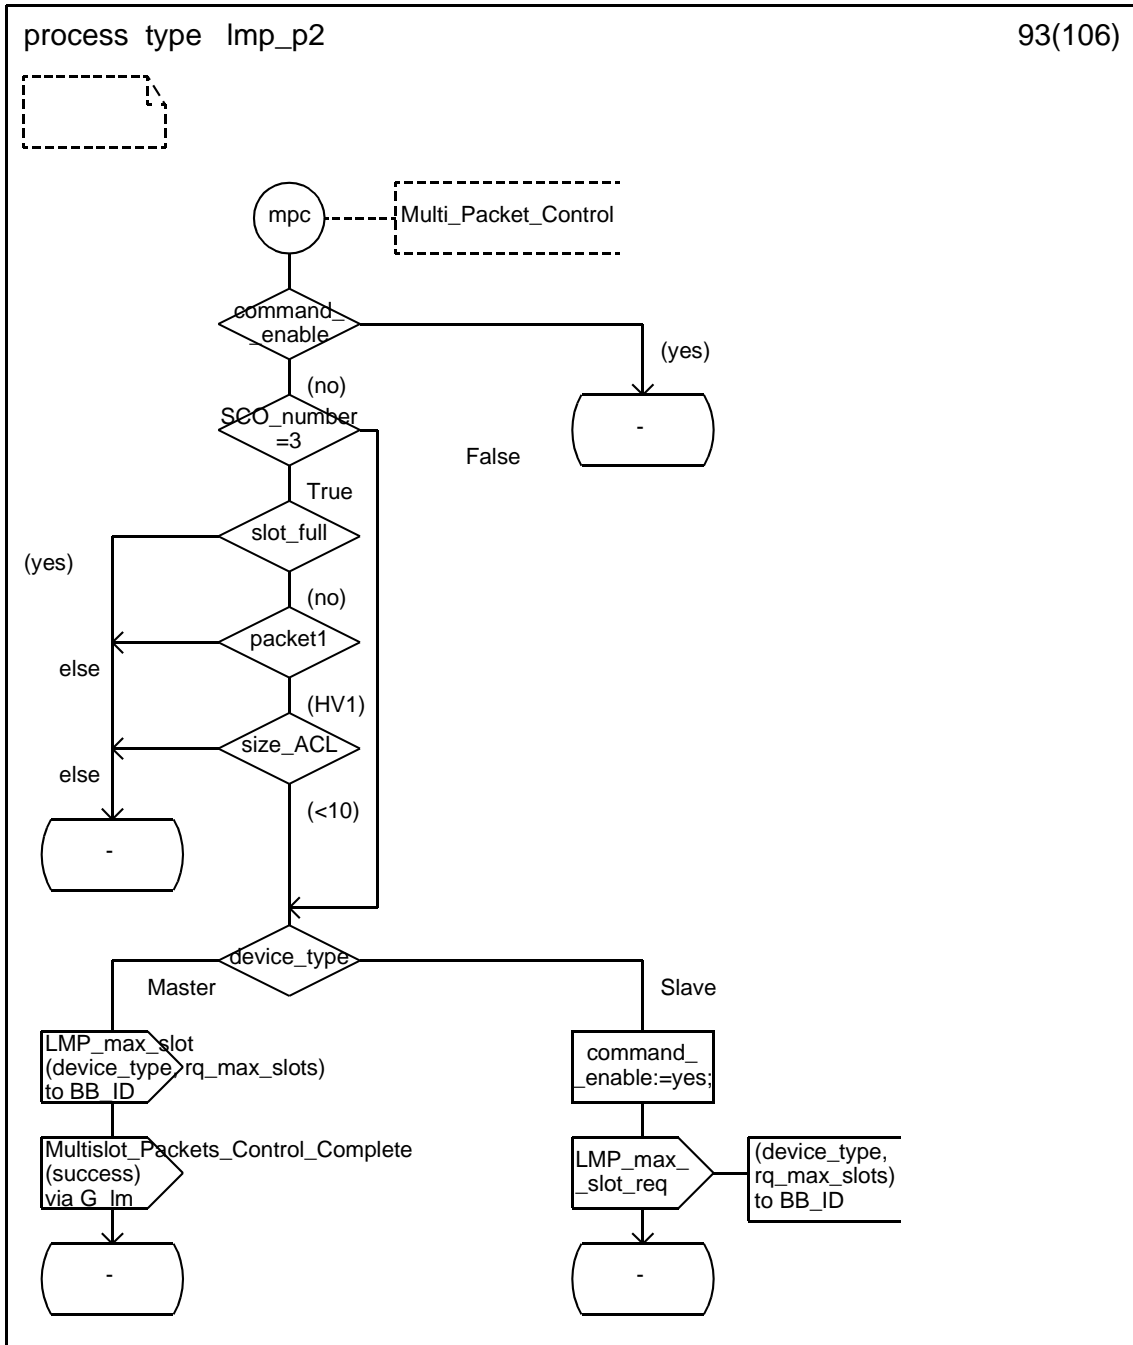 process type lmp_p2
93(106)
mpc
Multi_Packet_Control
command_
_enable
(yes)
(no)
SCO_number
=3
False
True
slot_full
(yes)
(no)
packet1
else
(HV1)
size_ACL
else
(<10)
-
-
device_type
Master
Slave
LMP_max_slot
(device_type, rq_max_slots)
to BB_ID
command_
_enable:=yes;
Multislot_Packets_Control_Complete
(success)
via G_lm
LMP_max_
_slot_req
(device_type,
rq_max_slots)
to BB_ID
-
-